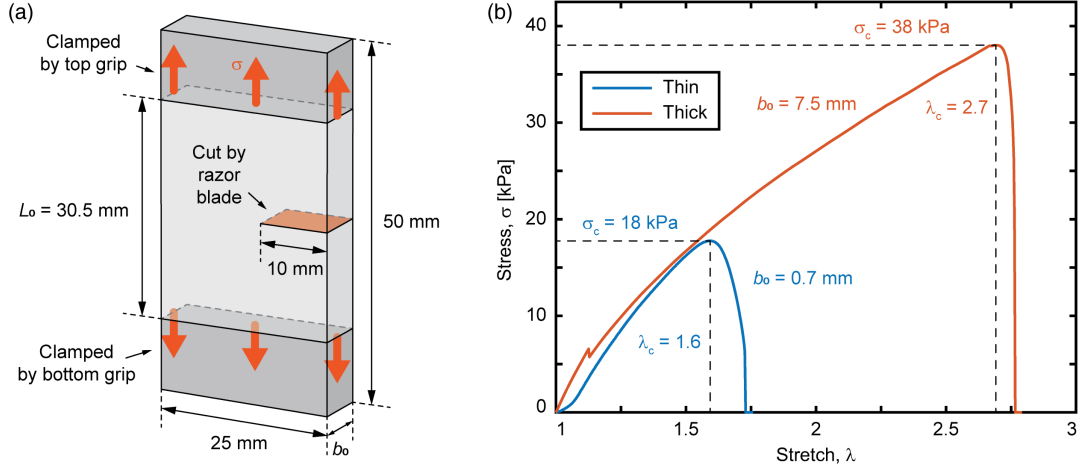 (a)
Clamped
by top grip
σ
Cut by
razor
blade
L₀ = 30.5 mm
50 mm
10 mm
Clamped
by bottom grip
25 mm
b₀
(b)
σc = 38 kPa
Thin
Thick
b₀ = 7.5 mm
λc = 2.7
σc = 18 kPa
b₀ = 0.7 mm
λc = 1.6
Stress, σ [kPa]
40
30
20
10
0
1
1.5
2
2.5
3
Stretch, λ